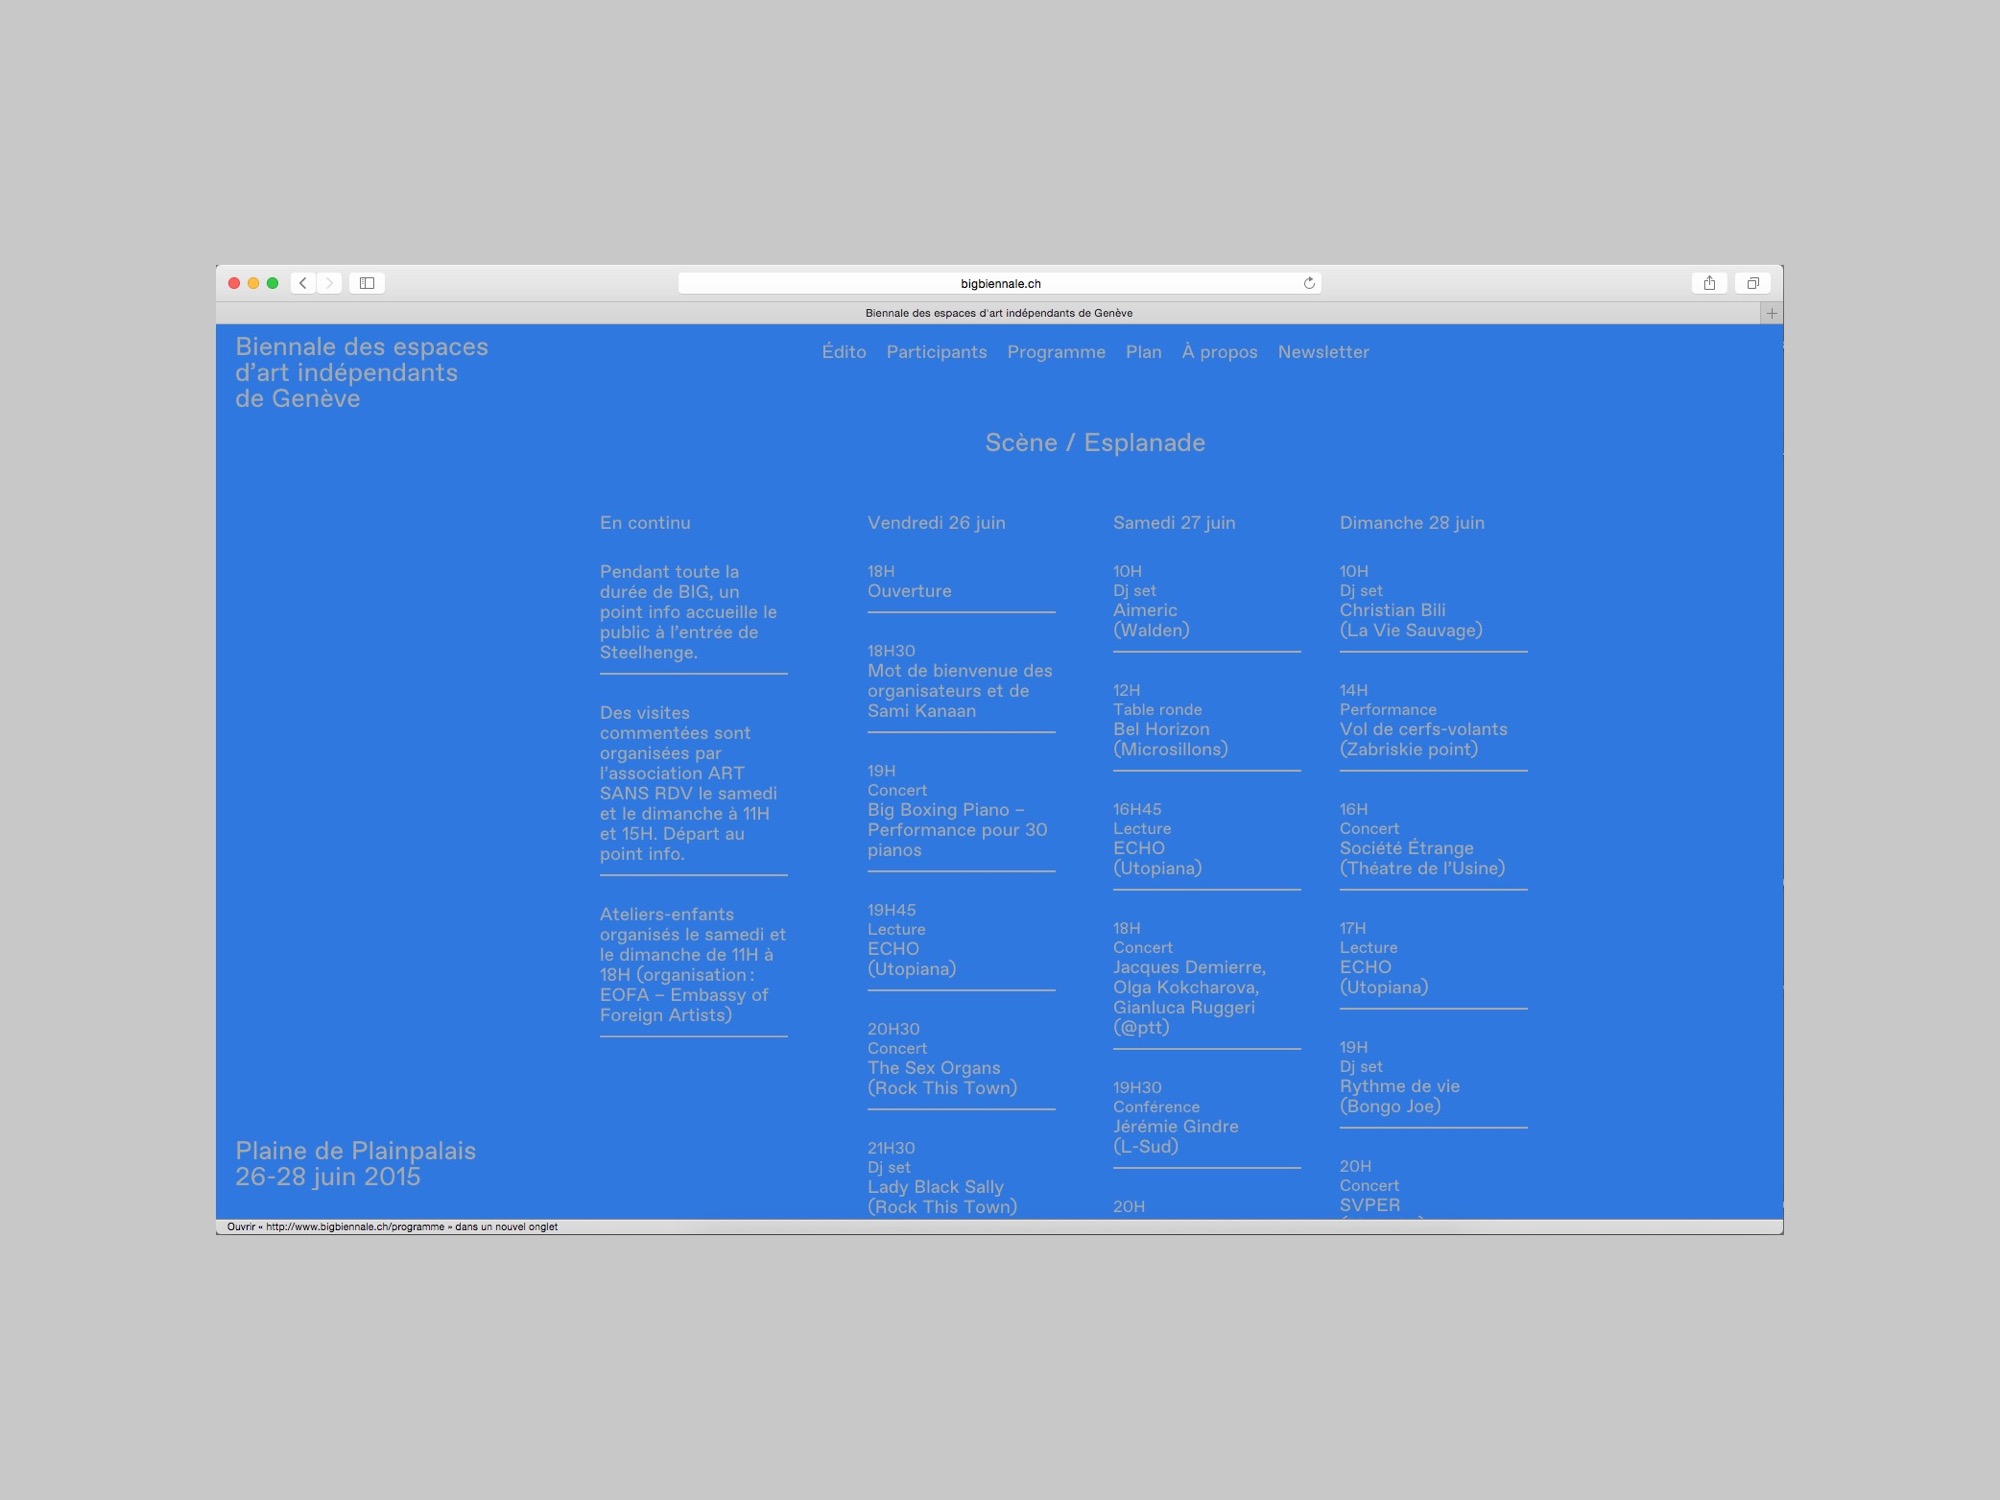 bigbiennale.ch
Biennale des espaces d'art indépendants de Genève
Biennale des espaces
d’art indépendants
de Genève
Édito Participants Programme Plan À propos Newsletter
Scène / Esplanade
En continu
Pendant toute la
durée de BIG, un
point info accueille le
public à l’entrée de
Steelhenge.
Des visites
commentées sont
organisées par
l’association ART
SANS RDV le samedi
et le dimanche à 11H
et 15H. Départ au
point info.
Ateliers-enfants
organisés le samedi et
le dimanche de 11H à
18H (organisation :
EOFA – Embassy of
Foreign Artists)
Vendredi 26 juin
18H
Ouverture
18H30
Mot de bienvenue des
organisateurs et de
Sami Kanaan
19H
Concert
Big Boxing Piano –
Performance pour 30
pianos
19H45
Lecture
ECHO
(Utopiana)
20H30
Concert
The Sex Organs
(Rock This Town)
21H30
Dj set
Lady Black Sally
(Rock This Town)
Samedi 27 juin
10H
Dj set
Aimeric
(Walden)
12H
Table ronde
Bel Horizon
(Microsillons)
16H45
Lecture
ECHO
(Utopiana)
18H
Concert
Jacques Demierre,
Olga Kokcharova,
Gianluca Ruggeri
(@ptt)
19H30
Conférence
Jérémie Gindre
(L-Sud)
20H
Dimanche 28 juin
10H
Dj set
Christian Bili
(La Vie Sauvage)
14H
Performance
Vol de cerfs-volants
(Zabriskie point)
16H
Concert
Société Étrange
(Théatre de l’Usine)
17H
Lecture
ECHO
(Utopiana)
19H
Dj set
Rythme de vie
(Bongo Joe)
20H
Concert
SVPER
Plaine de Plainpalais
26-28 juin 2015
Ouvrir « http://www.bigbiennale.ch/programme » dans un nouvel onglet